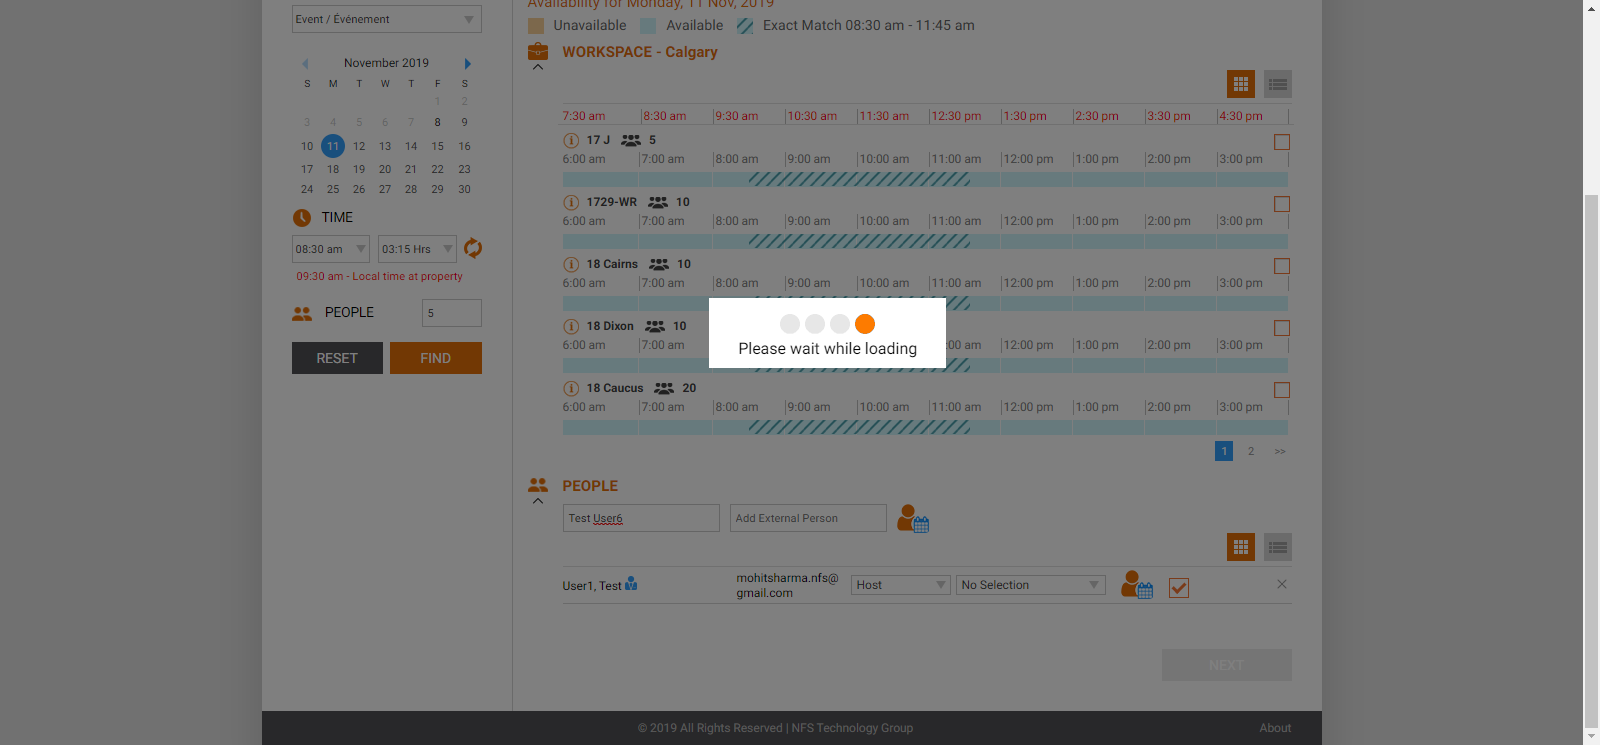 Event / Événement
November 2019
S M T W T F S
1 2
3 4 5 6 7 8 9
10 11 12 13 14 15 16
17 18 19 20 21 22 23
24 25 26 27 28 29 30
TIME
08:30 am 03:15 Hrs
09:30 am - Local time at property
PEOPLE 5
RESET FIND
Availability for Monday, 11 Nov, 2019
Unavailable Available Exact Match 08:30 am - 11:45 am
WORKSPACE - Calgary
7:30 am 8:30 am 9:30 am 10:30 am 11:30 am 12:30 pm 1:30 pm 2:30 pm 3:30 pm 4:30 pm
17 J 5
6:00 am 7:00 am 8:00 am 9:00 am 10:00 am 11:00 am 12:00 pm 1:00 pm 2:00 pm 3:00 pm
1729-WR 10
6:00 am 7:00 am 8:00 am 9:00 am 10:00 am 11:00 am 12:00 pm 1:00 pm 2:00 pm 3:00 pm
18 Cairns 10
6:00 am 7:00 am 8:00 am 9:00 am 10:00 am 11:00 am 12:00 pm 1:00 pm 2:00 pm 3:00 pm
18 Dixon 10
6:00 am 7:00 am :00 am 12:00 pm 1:00 pm 2:00 pm 3:00 pm
Please wait while loading
18 Caucus 20
6:00 am 7:00 am 8:00 am 9:00 am 10:00 am 11:00 am 12:00 pm 1:00 pm 2:00 pm 3:00 pm
1 2 >>
PEOPLE
Test User6 Add External Person
User1, Test mohitsharma.nfs@ Host No Selection
gmail.com
NEXT
© 2019 All Rights Reserved | NFS Technology Group About